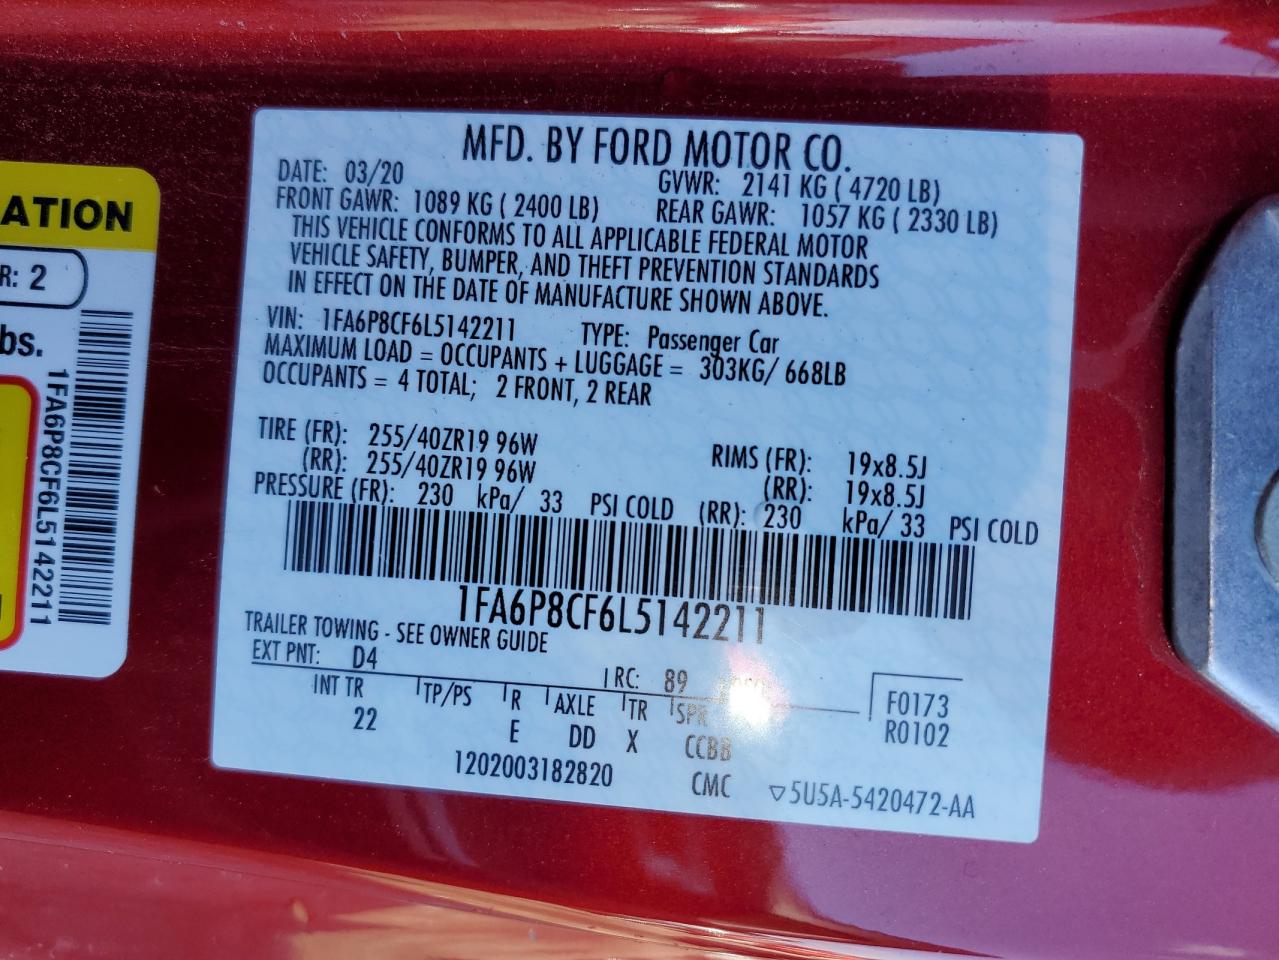 MFD. BY FORD MOTOR CO.
DATE: 03/20 GVWR: 2141 KG ( 4720 LB)
FRONT GAWR: 1089 KG ( 2400 LB) REAR GAWR: 1057 KG ( 2330 LB)
THIS VEHICLE CONFORMS TO ALL APPLICABLE FEDERAL MOTOR
VEHICLE SAFETY, BUMPER, AND THEFT PREVENTION STANDARDS
IN EFFECT ON THE DATE OF MANUFACTURE SHOWN ABOVE.
VIN: 1FA6P8CF6L5142211 TYPE: Passenger Car
MAXIMUM LOAD = OCCUPANTS + LUGGAGE = 303KG/ 668LB
OCCUPANTS = 4 TOTAL; 2 FRONT, 2 REAR
TIRE (FR): 255/40ZR19 96W RIMS (FR): 19x8.5J
(RR): 255/40ZR19 96W (RR): 19x8.5J
PRESSURE (FR): 230 kPa/ 33 PSI COLD (RR): 230 kPa/ 33 PSI COLD
1FA6P8CF6L5142211
TRAILER TOWING - SEE OWNER GUIDE
EXT PNT: D4 RC: 89
INT TR TP/PS R AXLE TR SPR F0173
22 E DD X CCBB R0102
1202003182820 CMC ▽5U5A-5420472-AA
ATION
R: 2
bs.
1FA6P8CF6L5142211